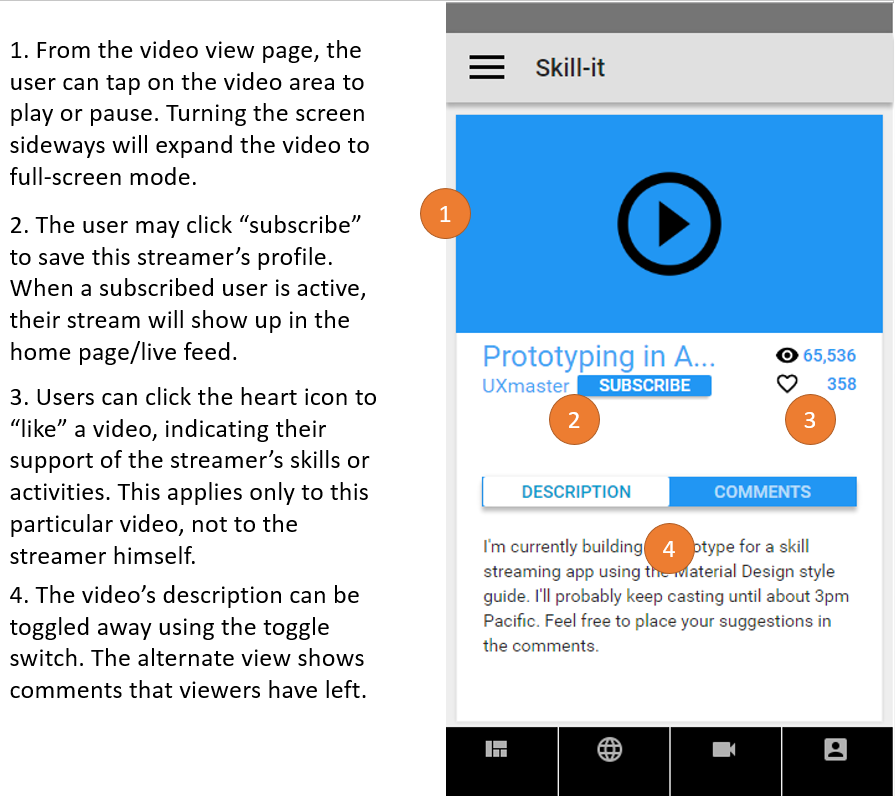 1. From the video view page, the
user can tap on the video area to
play or pause. Turning the screen
sideways will expand the video to
full-screen mode.
2. The user may click “subscribe”
to save this streamer’s profile.
When a subscribed user is active,
their stream will show up in the
home page/live feed.
3. Users can click the heart icon to
“like” a video, indicating their
support of the streamer’s skills or
activities. This applies only to this
particular video, not to the
streamer himself.
4. The video’s description can be
toggled away using the toggle
switch. The alternate view shows
comments that viewers have left.
Skill-it
1
Prototyping in A...
65,536
UXmaster SUBSCRIBE
358
2
3
DESCRIPTION COMMENTS
4
I'm currently building otype for a skill
streaming app using the Material Design style
guide. I'll probably keep casting until about 3pm
Pacific. Feel free to place your suggestions in
the comments.